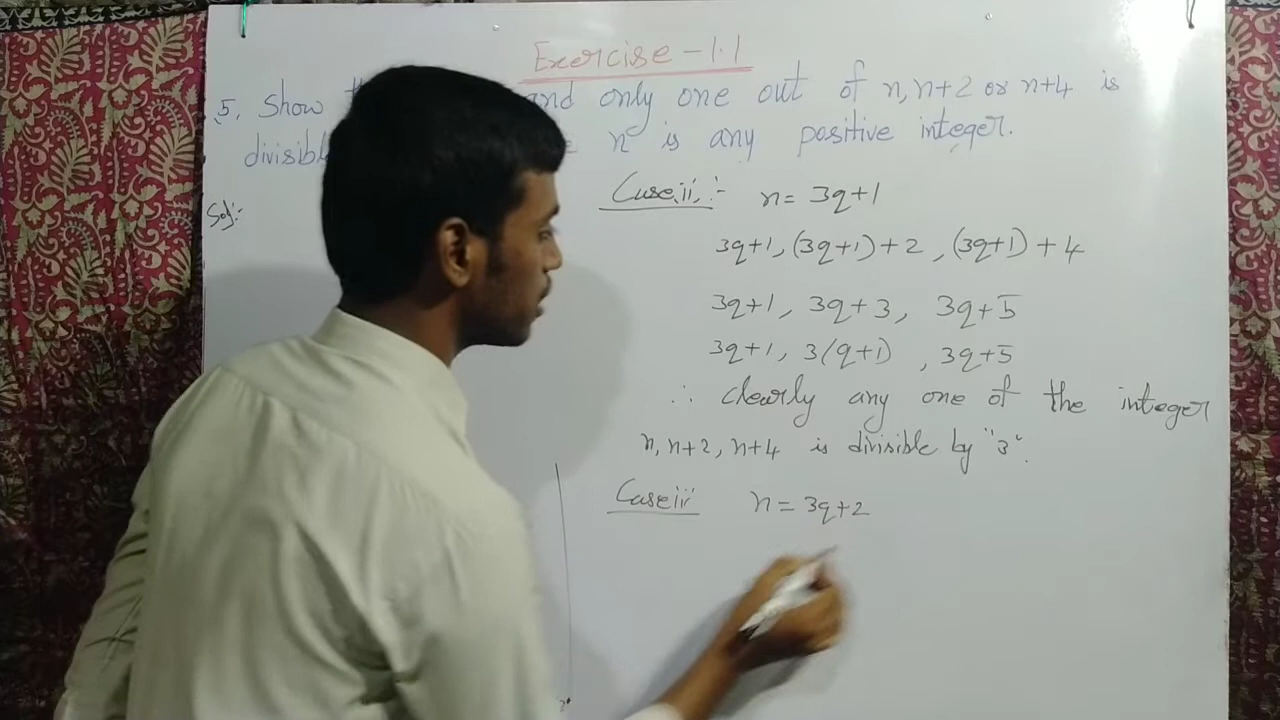 Exercise - 1.1
5. Show and only one out of n, n+2 or n+4 is
divisibl n is any positive integer.
Sol:-
Case ii, :- n = 3q+1
3q+1, (3q+1)+2, (3q+1)+4
3q+1, 3q+3, 3q+5
3q+1, 3(q+1), 3q+5
∴ clearly any one of the integer
n, n+2, n+4 is divisible by "3".
Case iii n = 3q+2